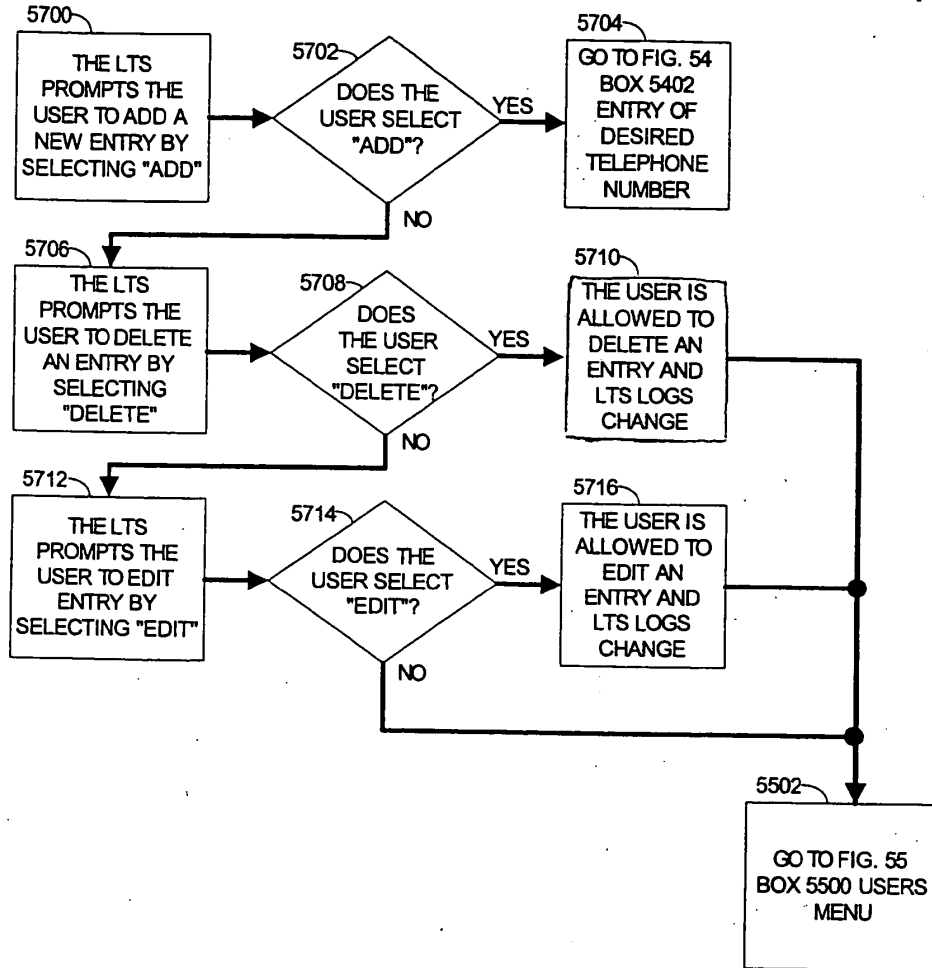 5700
THE LTS
PROMPTS THE
USER TO ADD A
NEW ENTRY BY
SELECTING "ADD"
5702
DOES THE
USER SELECT
"ADD"?
YES
NO
5704
GO TO FIG. 54
BOX 5402
ENTRY OF
DESIRED
TELEPHONE
NUMBER
5706
THE LTS
PROMPTS THE
USER TO DELETE
AN ENTRY BY
SELECTING
"DELETE"
5708
DOES
THE USER
SELECT
"DELETE"?
YES
NO
5710
THE USER IS
ALLOWED TO
DELETE AN
ENTRY AND
LTS LOGS
CHANGE
5712
THE LTS
PROMPTS THE
USER TO EDIT
ENTRY BY
SELECTING "EDIT"
5714
DOES THE
USER SELECT
"EDIT"?
YES
NO
5716
THE USER IS
ALLOWED TO
EDIT AN
ENTRY AND
LTS LOGS
CHANGE
5502
GO TO FIG. 55
BOX 5500 USERS
MENU